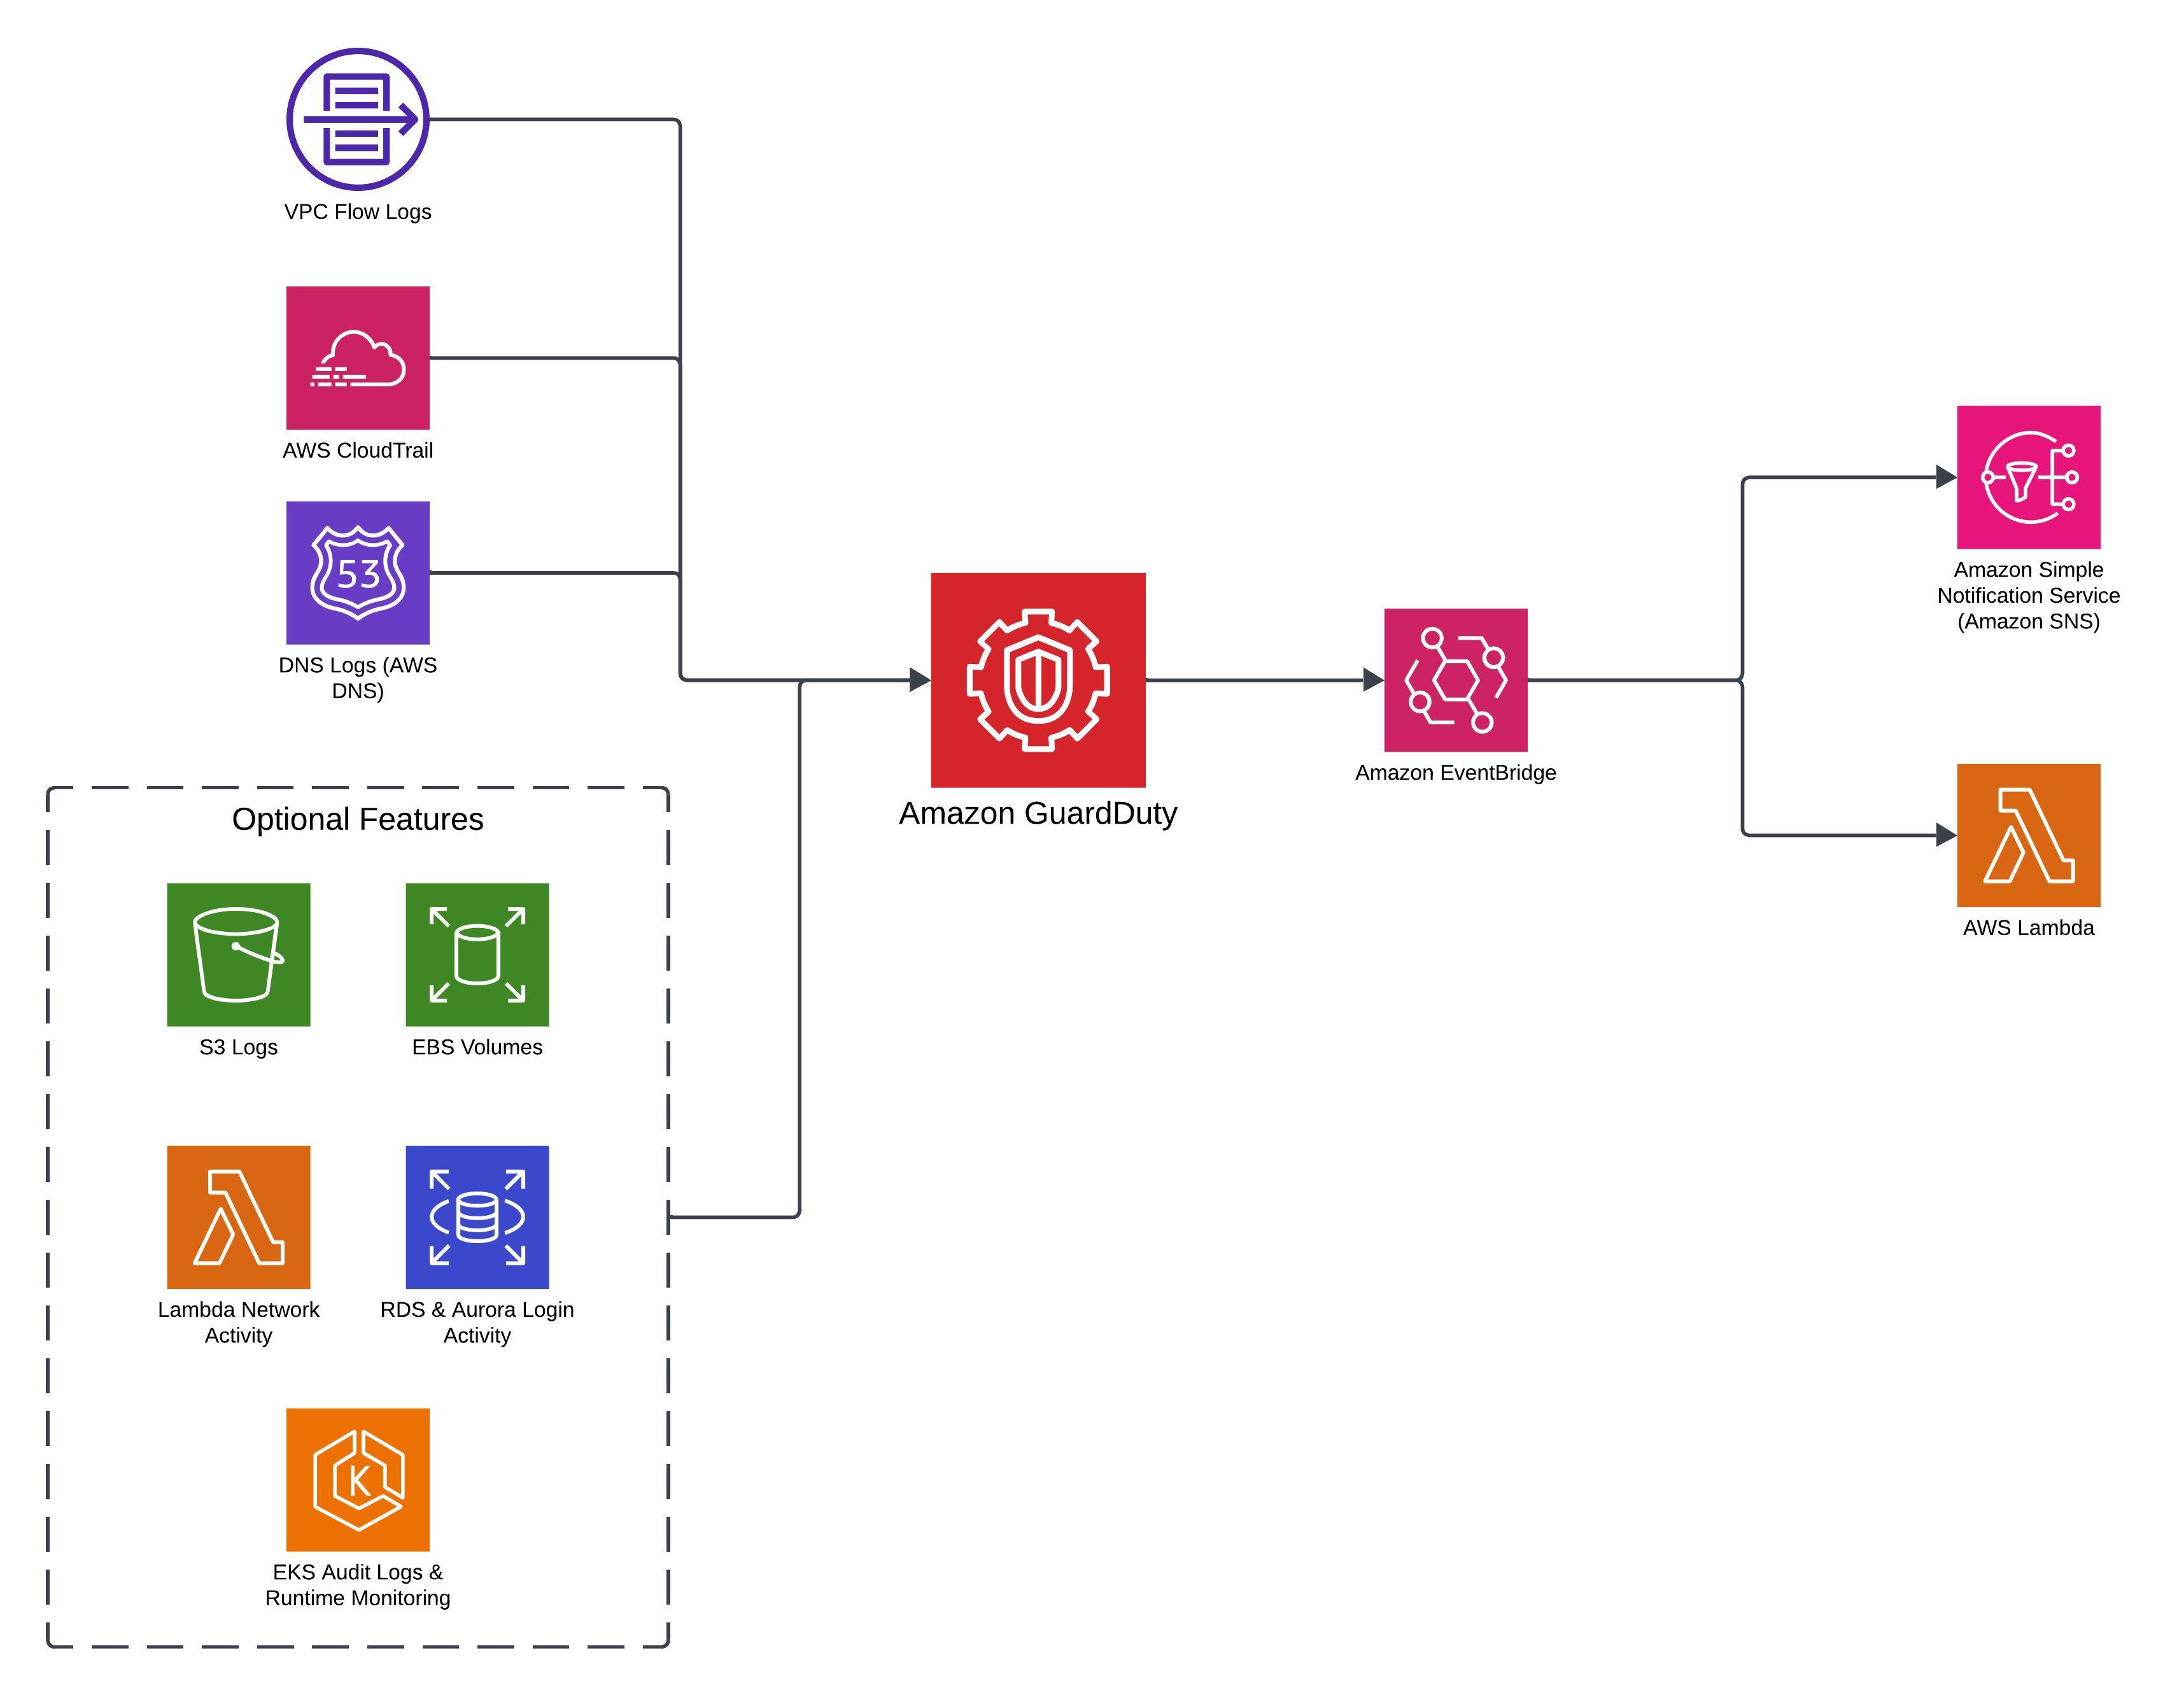 VPC Flow Logs
AWS CloudTrail
53
DNS Logs (AWS
DNS)
Optional Features
S3 Logs
EBS Volumes
Lambda Network
Activity
RDS & Aurora Login
Activity
K
EKS Audit Logs &
Runtime Monitoring
Amazon GuardDuty
Amazon EventBridge
Amazon Simple
Notification Service
(Amazon SNS)
AWS Lambda